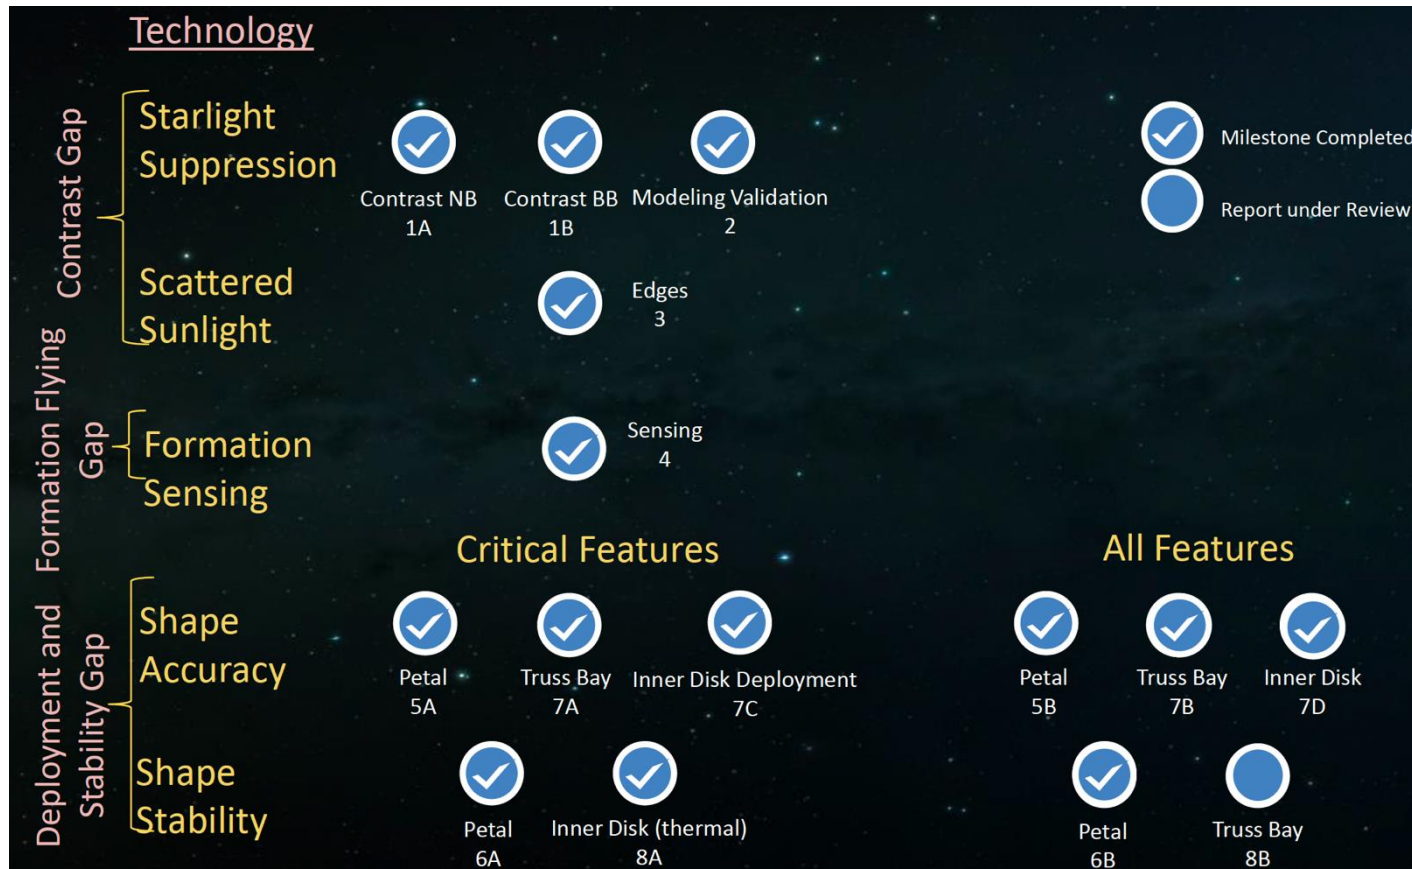 Technology
Contrast Gap
Starlight
Suppression
Contrast NB
1A
Contrast BB
1B
Modeling Validation
2
Milestone Completed
Report under Review
Scattered
Sunlight
Edges
3
Formation Flying
Gap
Formation
Sensing
Sensing
4
Critical Features
All Features
Deployment and
Stability Gap
Shape
Accuracy
Petal
5A
Truss Bay
7A
Inner Disk Deployment
7C
Petal
5B
Truss Bay
7B
Inner Disk
7D
Shape
Stability
Petal
6A
Inner Disk (thermal)
8A
Petal
6B
Truss Bay
8B